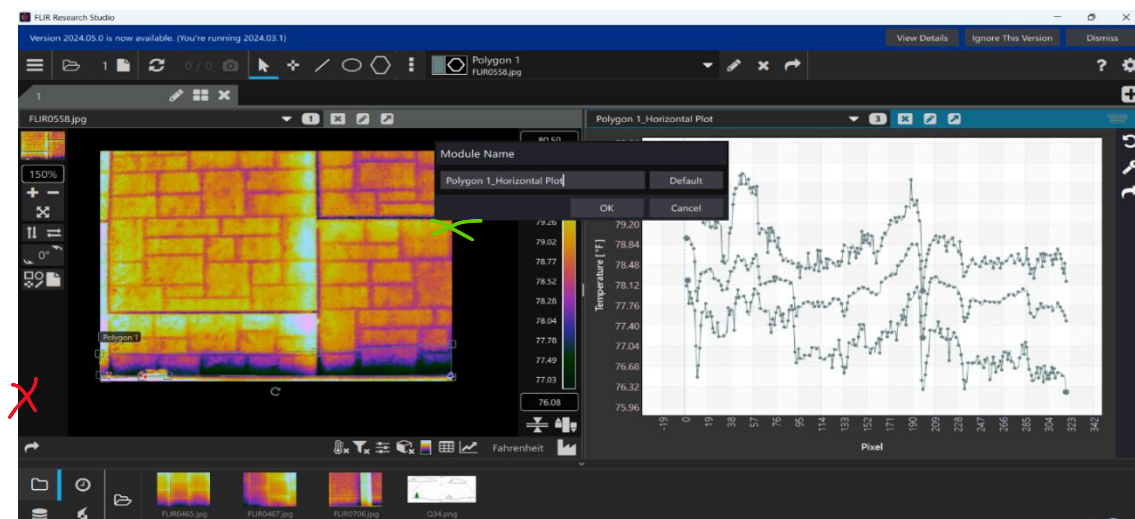 FLIR Research Studio
Version 2024.05.0 is now available. (You're running 2024.03.1)
View Details
Ignore This Version
Dismiss
1
0 / 0
Polygon 1
FLIR0558.jpg
?
1
FLIR0558.jpg
1
Polygon 1_Horizontal Plot
3
150%
0°
Module Name
Polygon 1_Horizontal Plot
Default
OK
Cancel
80.50
79.26
79.02
78.77
78.52
78.28
78.04
77.78
77.49
77.03
76.08
Polygon 1
Temperature [°F]
79.20
78.84
78.48
78.12
77.76
77.40
77.04
76.68
76.32
75.96
-19 0 19 38 57 76 95 114 133 152 171 190 209 228 247 266 285 304 323 342
Pixel
Fahrenheit
FLIR0465.jpg
FLIR0467.jpg
FLIR0706.jpg
Q34.png